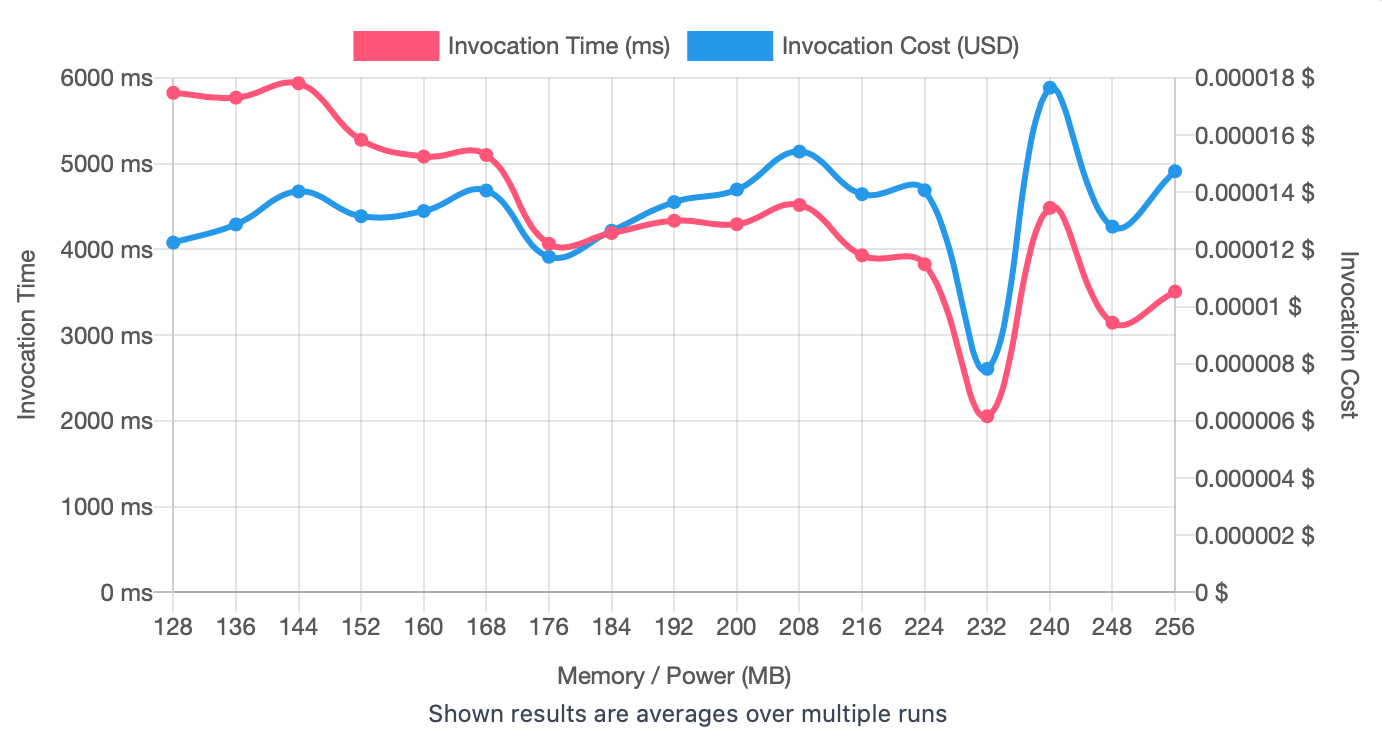 Invocation Time (ms) Invocation Cost (USD)
6000 ms 0.000018 $
0.000016 $
5000 ms
0.000014 $
4000 ms 0.000012 $
0.00001 $
3000 ms
0.000008 $
2000 ms 0.000006 $
0.000004 $
1000 ms
0.000002 $
0 ms 0 $
Invocation Time
Invocation Cost
128 136 144 152 160 168 176 184 192 200 208 216 224 232 240 248 256
Memory / Power (MB)
Shown results are averages over multiple runs